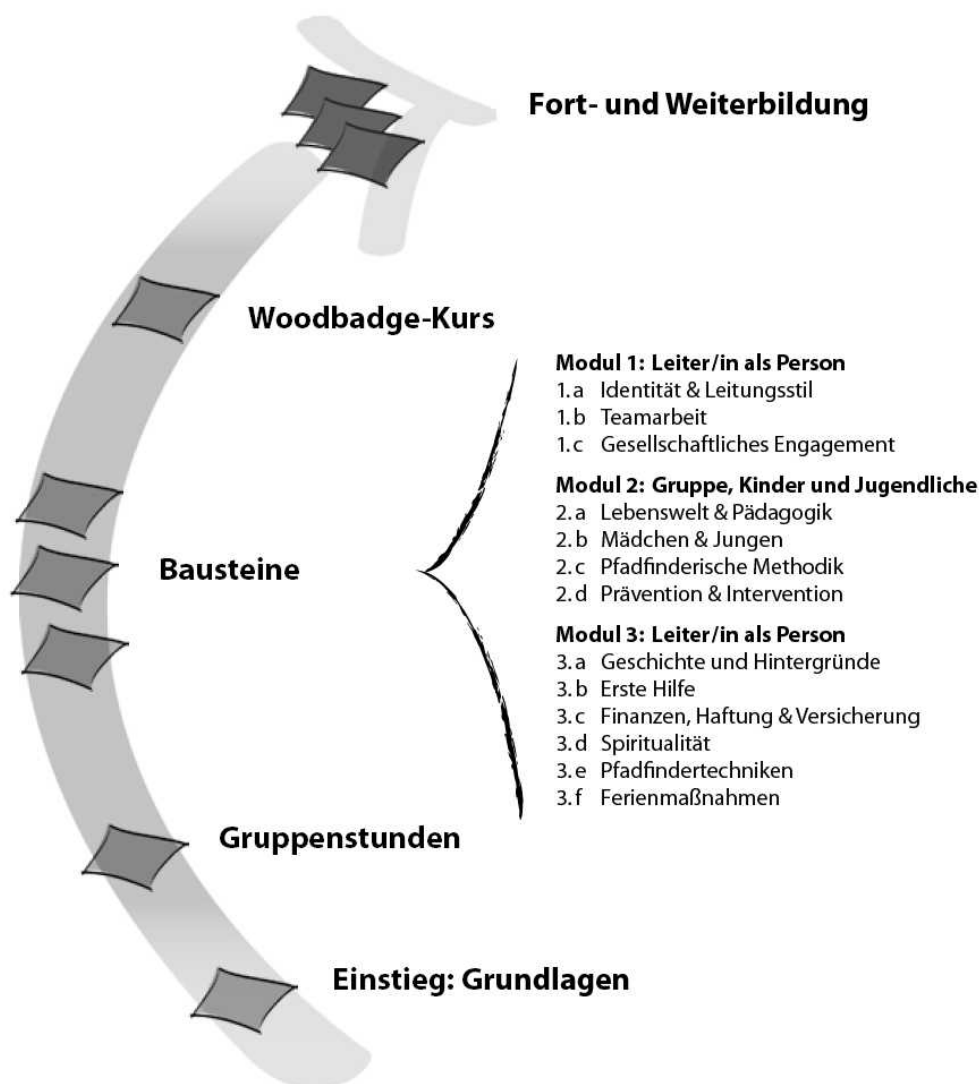 Fort- und Weiterbildung
Woodbadge-Kurs
Modul 1: Leiter/in als Person
1.a Identität & Leitungsstil
1.b Teamarbeit
1.c Gesellschaftliches Engagement
Modul 2: Gruppe, Kinder und Jugendliche
2.a Lebenswelt & Pädagogik
2.b Mädchen & Jungen
2.c Pfadfinderische Methodik
2.d Prävention & Intervention
Bausteine
Modul 3: Leiter/in als Person
3.a Geschichte und Hintergründe
3.b Erste Hilfe
3.c Finanzen, Haftung & Versicherung
3.d Spiritualität
3.e Pfadfindertechniken
3.f Ferienmaßnahmen
Gruppenstunden
Einstieg: Grundlagen